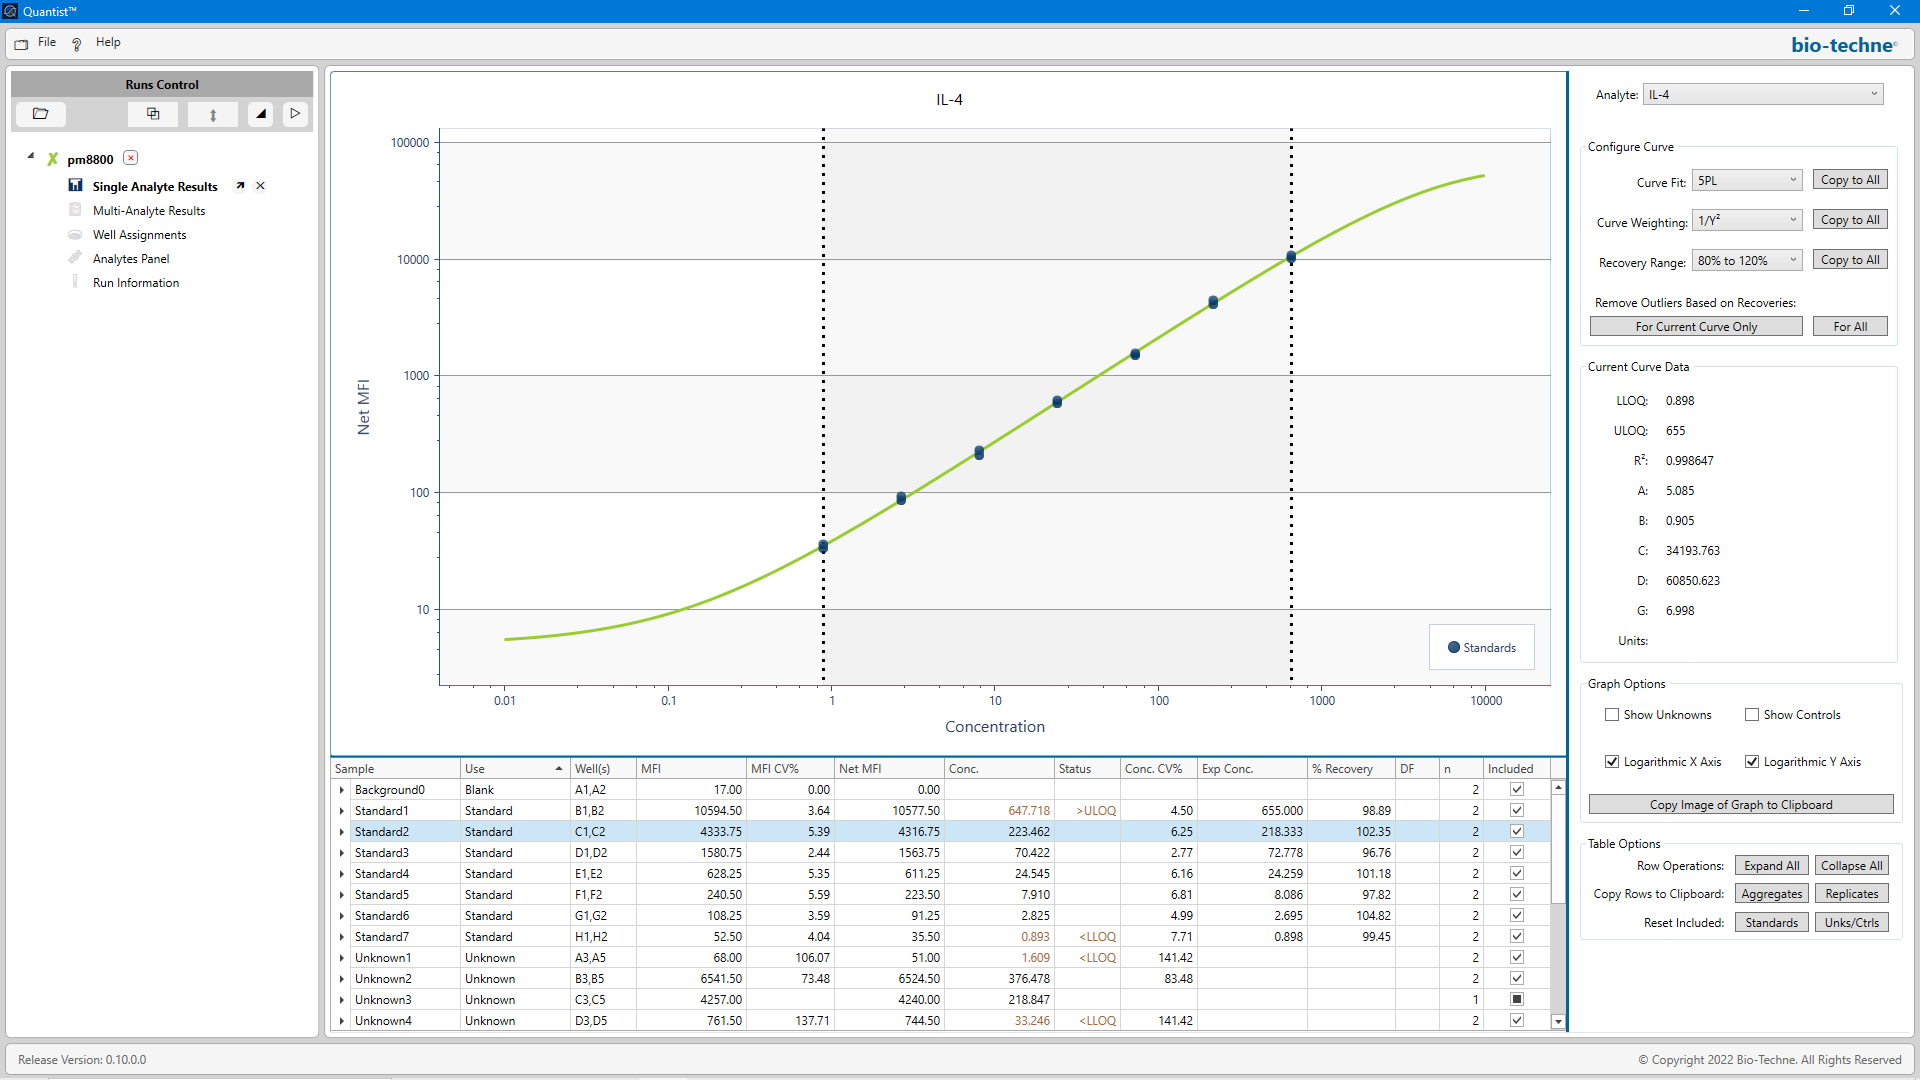 Quantist™
File Help
bio-techne®
Runs Control
pm8800
Single Analyte Results
Multi-Analyte Results
Well Assignments
Analytes Panel
Run Information
IL-4
100000
10000
1000
100
10
Net MFI
0.01 0.1 1 10 100 1000 10000
Concentration
Standards
Sample Use Well(s) MFI MFI CV% Net MFI Conc. Status Conc. CV% Exp Conc. % Recovery DF n Included
Background0 Blank A1,A2 17.00 0.00 0.00 2
Standard1 Standard B1,B2 10594.50 3.64 10577.50 647.718 >ULOQ 4.50 655.000 98.89 2
Standard2 Standard C1,C2 4333.75 5.39 4316.75 223.462 6.25 218.333 102.35 2
Standard3 Standard D1,D2 1580.75 2.44 1563.75 70.422 2.77 72.778 96.76 2
Standard4 Standard E1,E2 628.25 5.35 611.25 24.545 6.16 24.259 101.18 2
Standard5 Standard F1,F2 240.50 5.59 223.50 7.910 6.81 8.086 97.82 2
Standard6 Standard G1,G2 108.25 3.59 91.25 2.825 4.99 2.695 104.82 2
Standard7 Standard H1,H2 52.50 4.04 35.50 0.893 <LLOQ 7.71 0.898 99.45 2
Unknown1 Unknown A3,A5 68.00 106.07 51.00 1.609 <LLOQ 141.42 2
Unknown2 Unknown B3,B5 6541.50 73.48 6524.50 376.478 83.48 2
Unknown3 Unknown C3,C5 4257.00 4240.00 218.847 1
Unknown4 Unknown D3,D5 761.50 137.71 744.50 33.246 <LLOQ 141.42 2
Analyte: IL-4
Configure Curve
Curve Fit: 5PL Copy to All
Curve Weighting: 1/Y² Copy to All
Recovery Range: 80% to 120% Copy to All
Remove Outliers Based on Recoveries:
For Current Curve Only For All
Current Curve Data
LLOQ: 0.898
ULOQ: 655
R²: 0.998647
A: 5.085
B: 0.905
C: 34193.763
D: 60850.623
G: 6.998
Units:
Graph Options
Show Unknowns Show Controls
Logarithmic X Axis Logarithmic Y Axis
Copy Image of Graph to Clipboard
Table Options
Row Operations: Expand All Collapse All
Copy Rows to Clipboard: Aggregates Replicates
Reset Included: Standards Unks/Ctrls
Release Version: 0.10.0.0
© Copyright 2022 Bio-Techne. All Rights Reserved